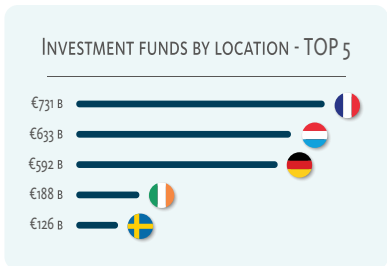 Investment funds by location - TOP 5
€731 B
€633 B
€592 B
€188 B
€126 B